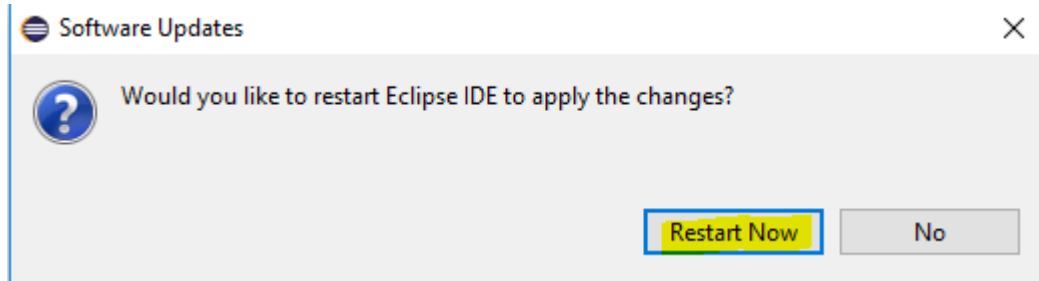 Software Updates
Would you like to restart Eclipse IDE to apply the changes?
Restart Now
No